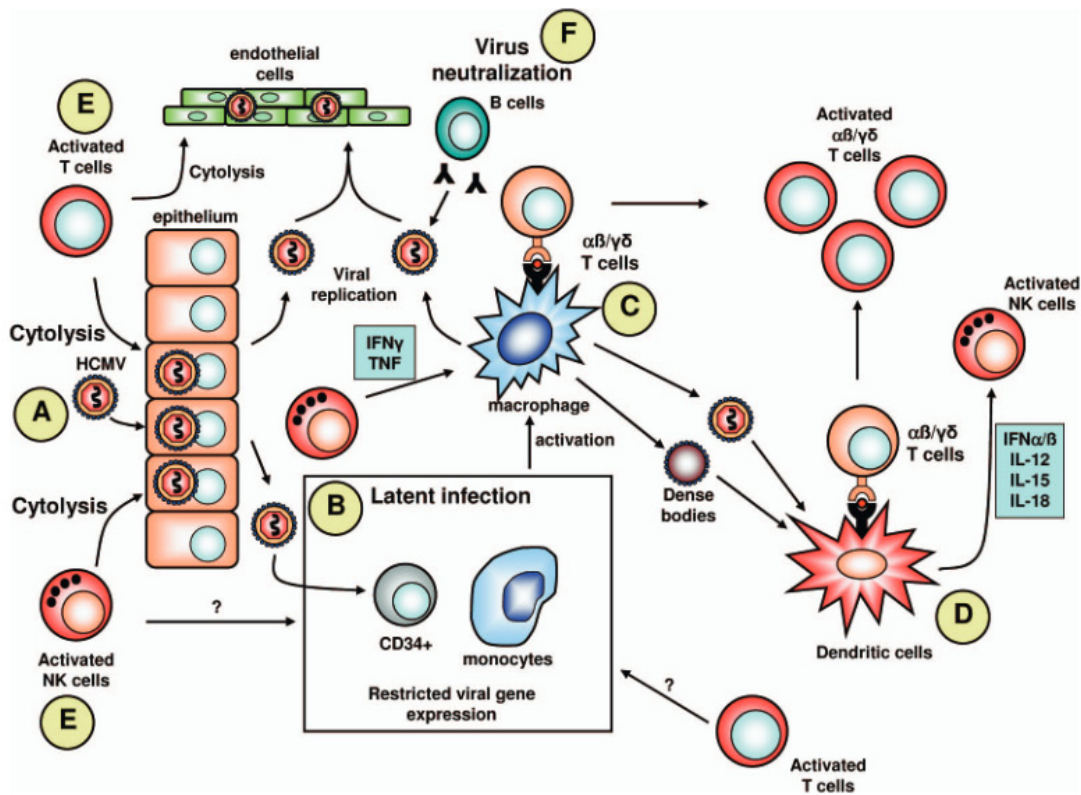 F
Virus
neutralization
B cells
endothelial
cells
E
Activated
T cells
Cytolysis
Activated
αß/γδ
T cells
epithelium
αß/γδ
T cells
Viral
replication
C
Activated
NK cells
Cytolysis
HCMV
A
IFNγ
TNF
macrophage
activation
αß/γδ
T cells
IFNα/ß
IL-12
IL-15
IL-18
Cytolysis
B
Latent infection
Dense
bodies
D
?
CD34+
monocytes
Dendritic cells
Activated
NK cells
E
Restricted viral gene
expression
?
Activated
T cells